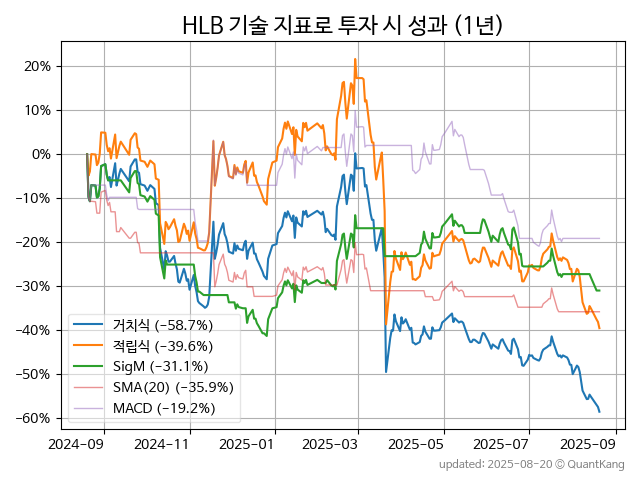 HLB 기술 지표로 투자 시 성과 (1년)
20%
10%
0%
−10%
−20%
−30%
−40%
−50%
−60%
거치식 (−58.7%)
적립식 (−39.6%)
SigM (−31.1%)
SMA(20) (−35.9%)
MACD (−19.2%)
2024-09
2024-11
2025-01
2025-03
2025-05
2025-07
2025-09
updated: 2025-08-20 © QuantKang